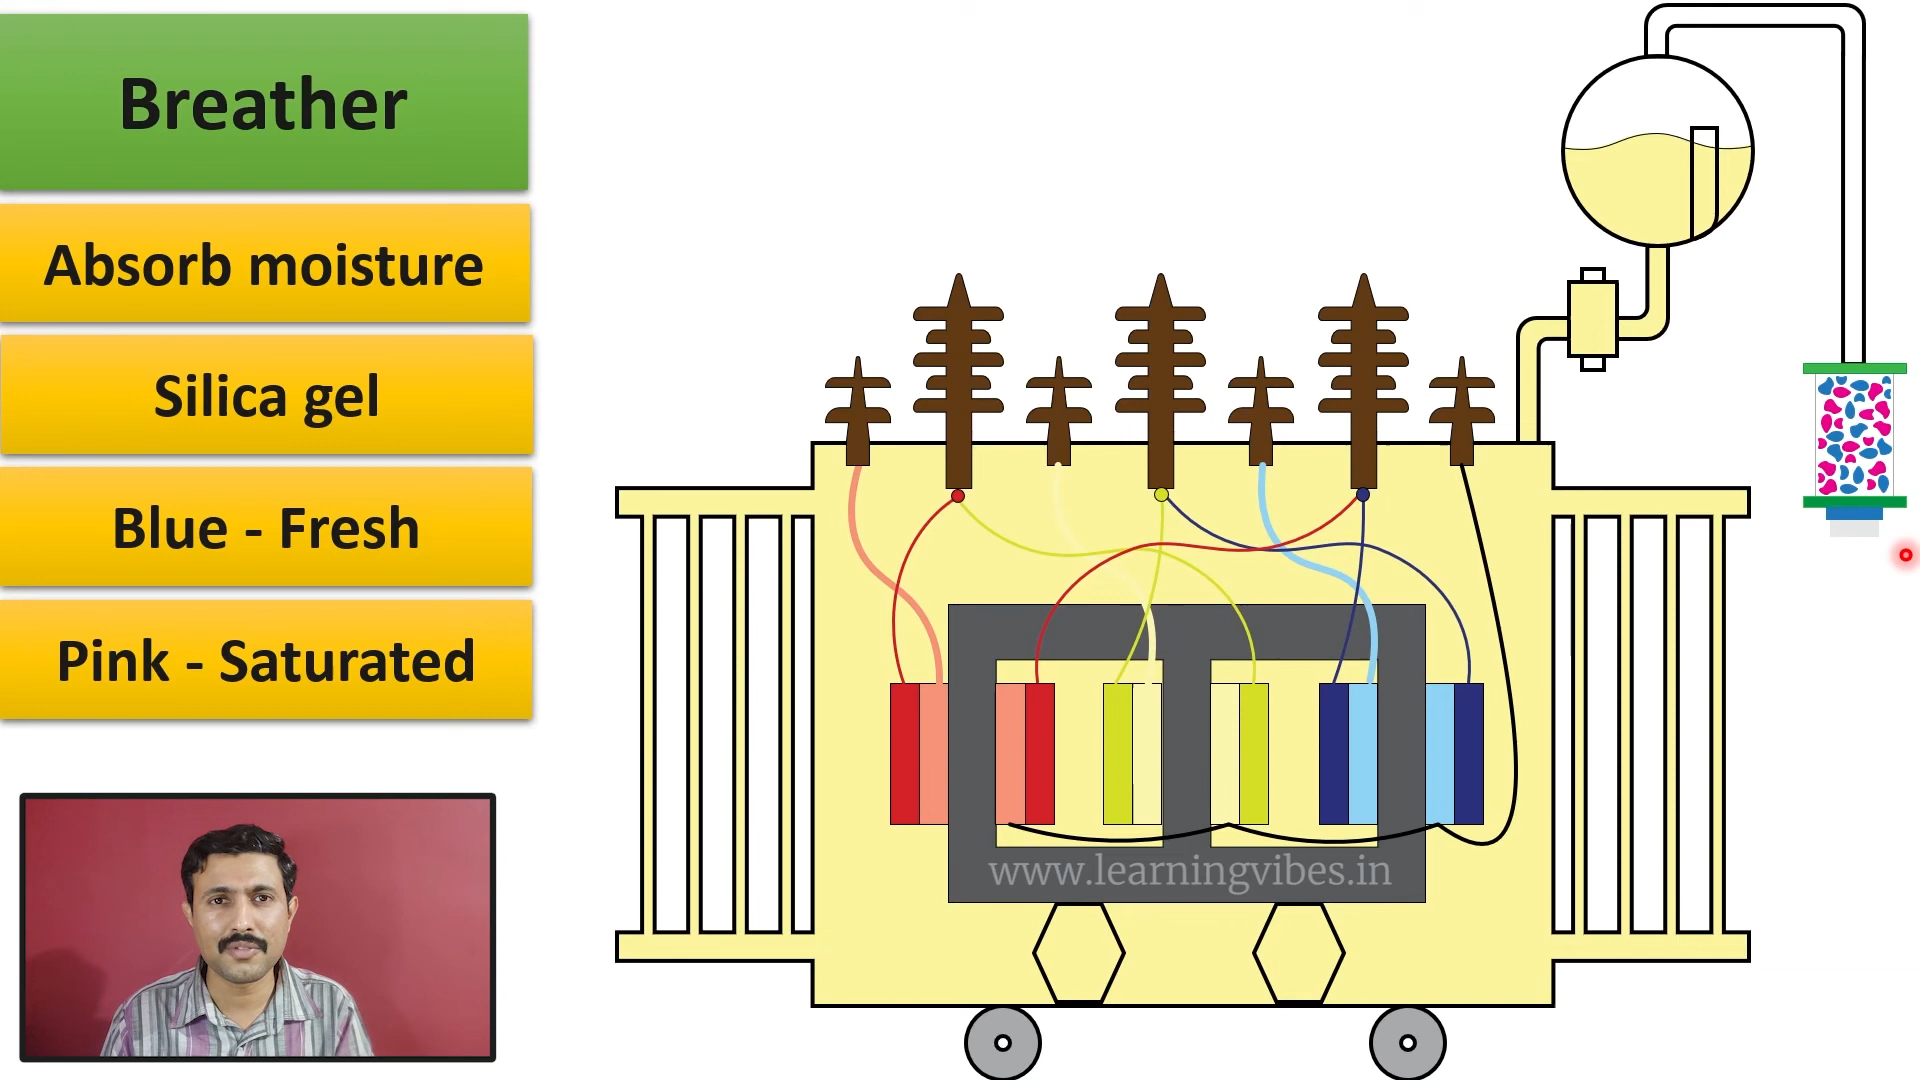 Breather
Absorb moisture
Silica gel
Blue - Fresh
Pink - Saturated
www.learningvibes.in